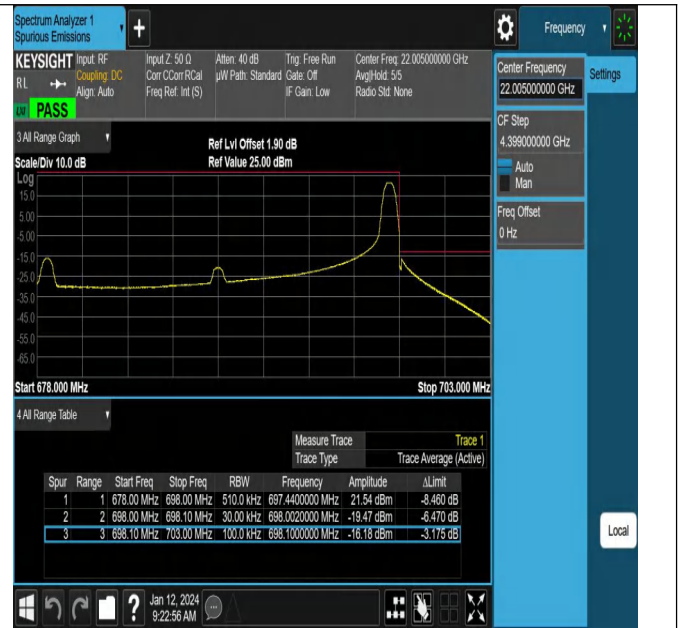 Spectrum Analyzer 1
Spurious Emissions
+
Frequency
KEYSIGHT Input: RF Input Z: 50 Ω Atten: 40 dB Trig: Free Run Center Freq: 22.005000000 GHz
RL Coupling: DC Corr CCorr RCal µW Path: Standard Gate: Off Avg|Hold: 5/5
Align: Auto Freq Ref: Int (S) IF Gain: Low Radio Std: None
PASS
Center Frequency
22.005000000 GHz
Settings
CF Step
4.399000000 GHz
Auto
Man
Freq Offset
0 Hz
3 All Range Graph
Ref Lvl Offset 1.90 dB
Scale/Div 10.0 dB Ref Value 25.00 dBm
Log
15.0
5.00
-5.00
-15.0
-25.0
-35.0
-45.0
-55.0
-65.0
Start 678.000 MHz Stop 703.000 MHz
4 All Range Table
Measure Trace Trace 1
Trace Type Trace Average (Active)
Spur Range Start Freq Stop Freq RBW Frequency Amplitude ΔLimit
1 1 678.00 MHz 698.00 MHz 510.0 kHz 697.4400000 MHz 21.54 dBm -8.460 dB
2 2 698.00 MHz 698.10 MHz 30.00 kHz 698.0020000 MHz -19.47 dBm -6.470 dB
3 3 698.10 MHz 703.00 MHz 100.0 kHz 698.1000000 MHz -16.18 dBm -3.175 dB
Local
? Jan 12, 2024
9:22:56 AM